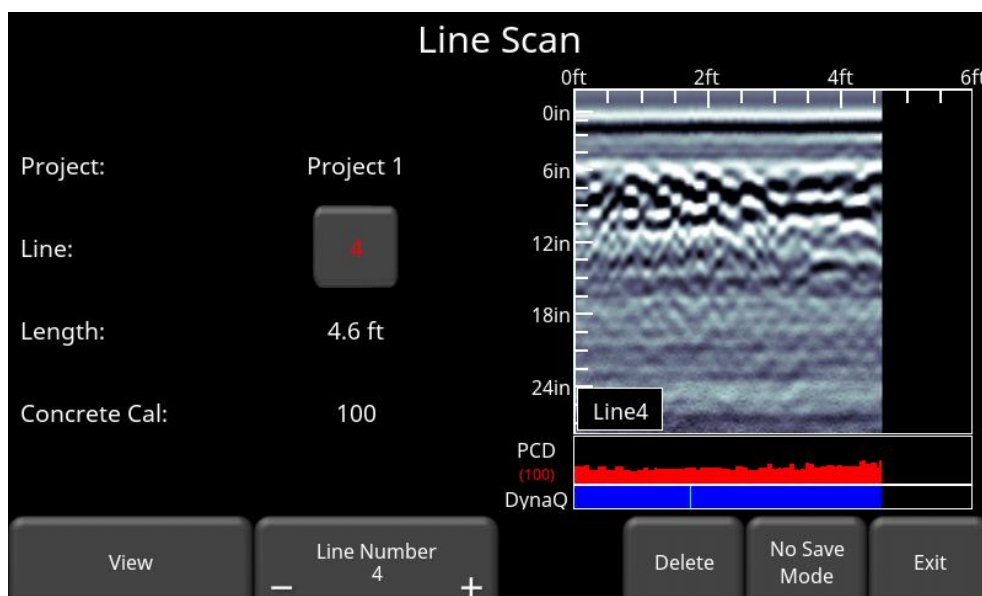 Line Scan
0ft 2ft 4ft 6ft
0in
6in
12in
18in
24in
Line4
PCD
(100)
DynaQ
Project: Project 1
Line: 4
Length: 4.6 ft
Concrete Cal: 100
View
Line Number
4
− +
Delete
No Save
Mode
Exit